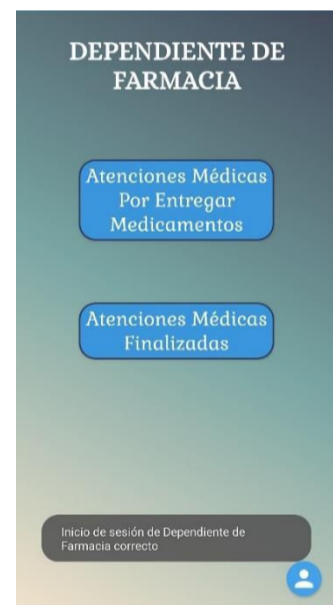 DEPENDIENTE DE
FARMACIA
Atenciones Médicas
Por Entregar
Medicamentos
Atenciones Médicas
Finalizadas
Inicio de sesión de Dependiente de
Farmacia correcto